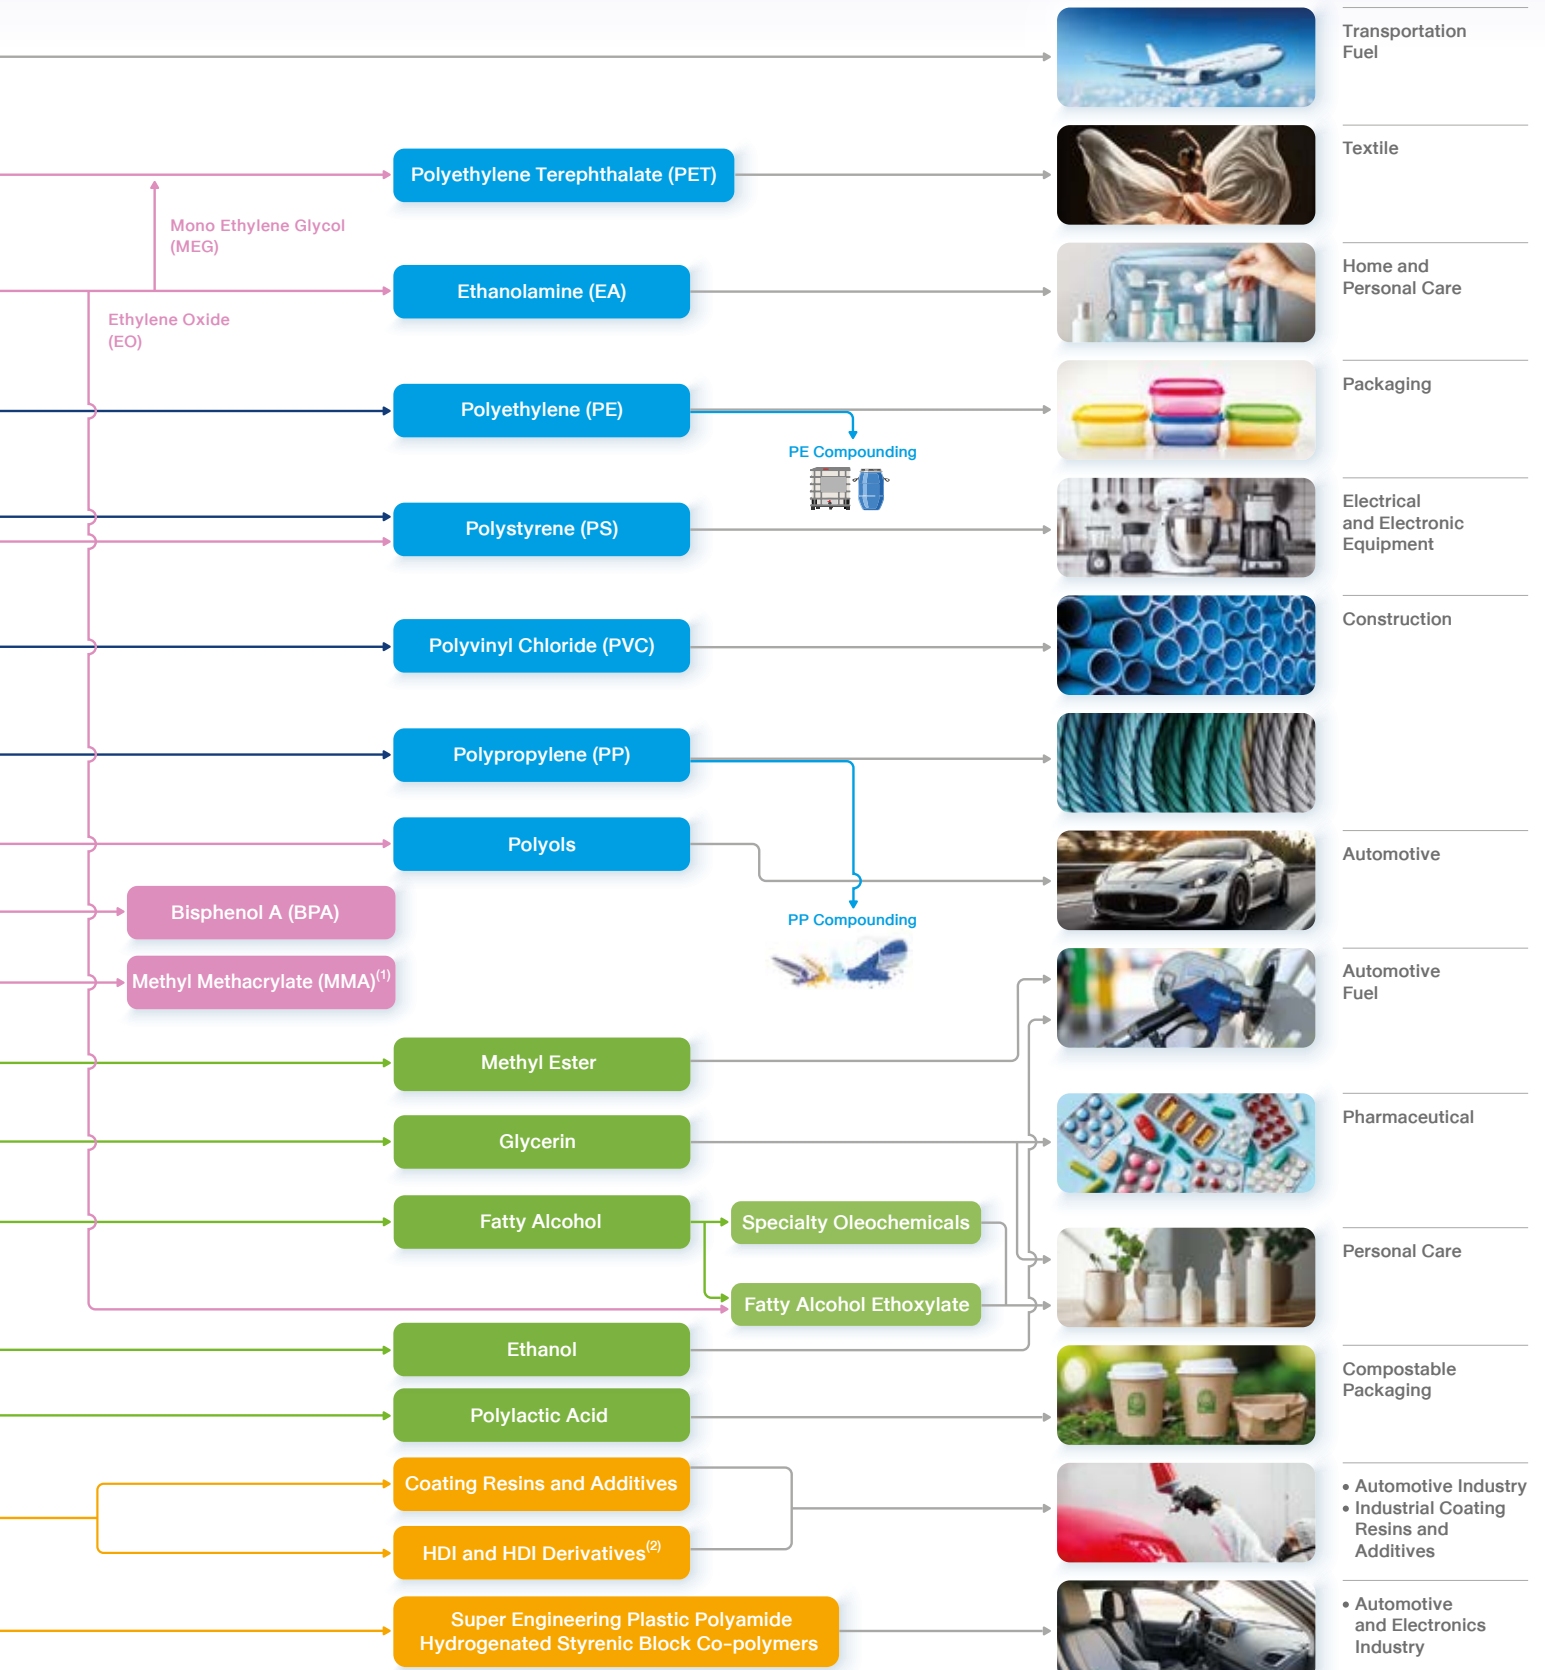 Transportation
Fuel
Polyethylene Terephthalate (PET)
Textile
Mono Ethylene Glycol
(MEG)
Ethanolamine (EA)
Home and
Personal Care
Ethylene Oxide
(EO)
Polyethylene (PE)
Packaging
PE Compounding
Polystyrene (PS)
Electrical
and Electronic
Equipment
Polyvinyl Chloride (PVC)
Construction
Polypropylene (PP)
Polyols
Automotive
Bisphenol A (BPA)
PP Compounding
Methyl Methacrylate (MMA)(1)
Automotive
Fuel
Methyl Ester
Glycerin
Pharmaceutical
Fatty Alcohol
Specialty Oleochemicals
Personal Care
Fatty Alcohol Ethoxylate
Ethanol
Compostable
Packaging
Polylactic Acid
Coating Resins and Additives
• Automotive Industry
• Industrial Coating
Resins and
Additives
HDI and HDI Derivatives(2)
Super Engineering Plastic Polyamide
Hydrogenated Styrenic Block Co-polymers
• Automotive
and Electronics
Industry